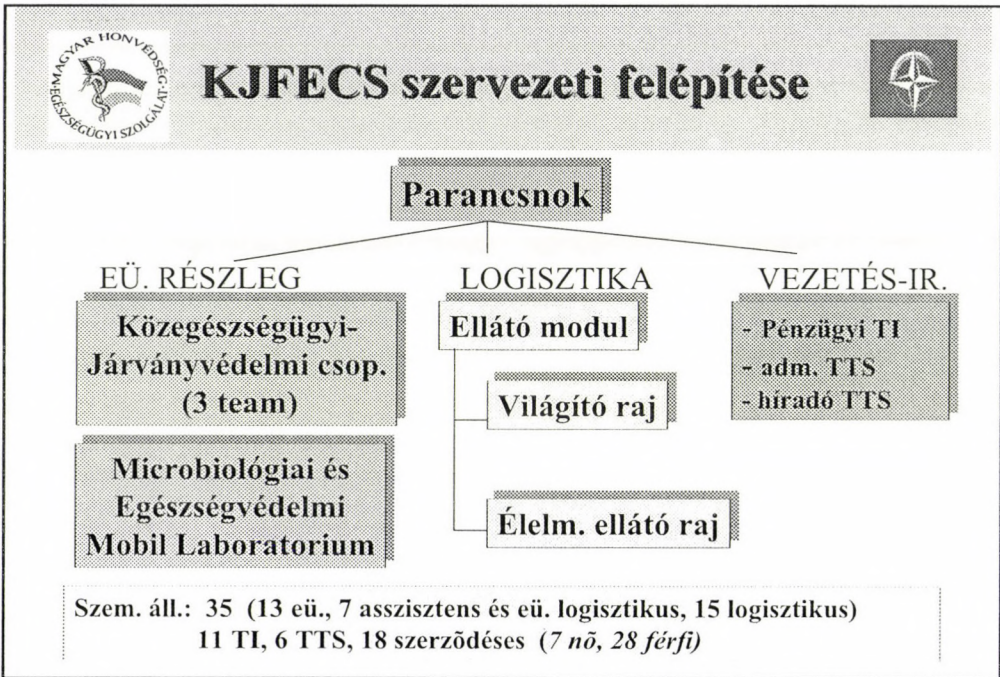 MAGYAR HONVÉDSÉG
EGÉSZSÉGÜGYI SZOLGÁLAT
KJFECS szervezeti felépítése
Parancsnok
EÜ. RÉSZLEG
Közegészségügyi-
Járványvédelmi csop.
(3 team)
Microbiológiai és
Egészségvédelmi
Mobil Laboratorium
LOGISZTIKA
Ellátó modul
Világító raj
Élelm. ellátó raj
VEZETÉS-IR.
- Pénzügyi TI
- adm. TTS
- híradó TTS
Szem. áll.: 35 (13 eü., 7 asszisztens és eü. logisztikus, 15 logisztikus)
11 TI, 6 TTS, 18 szerzõdéses (7 nõ, 28 férfi)